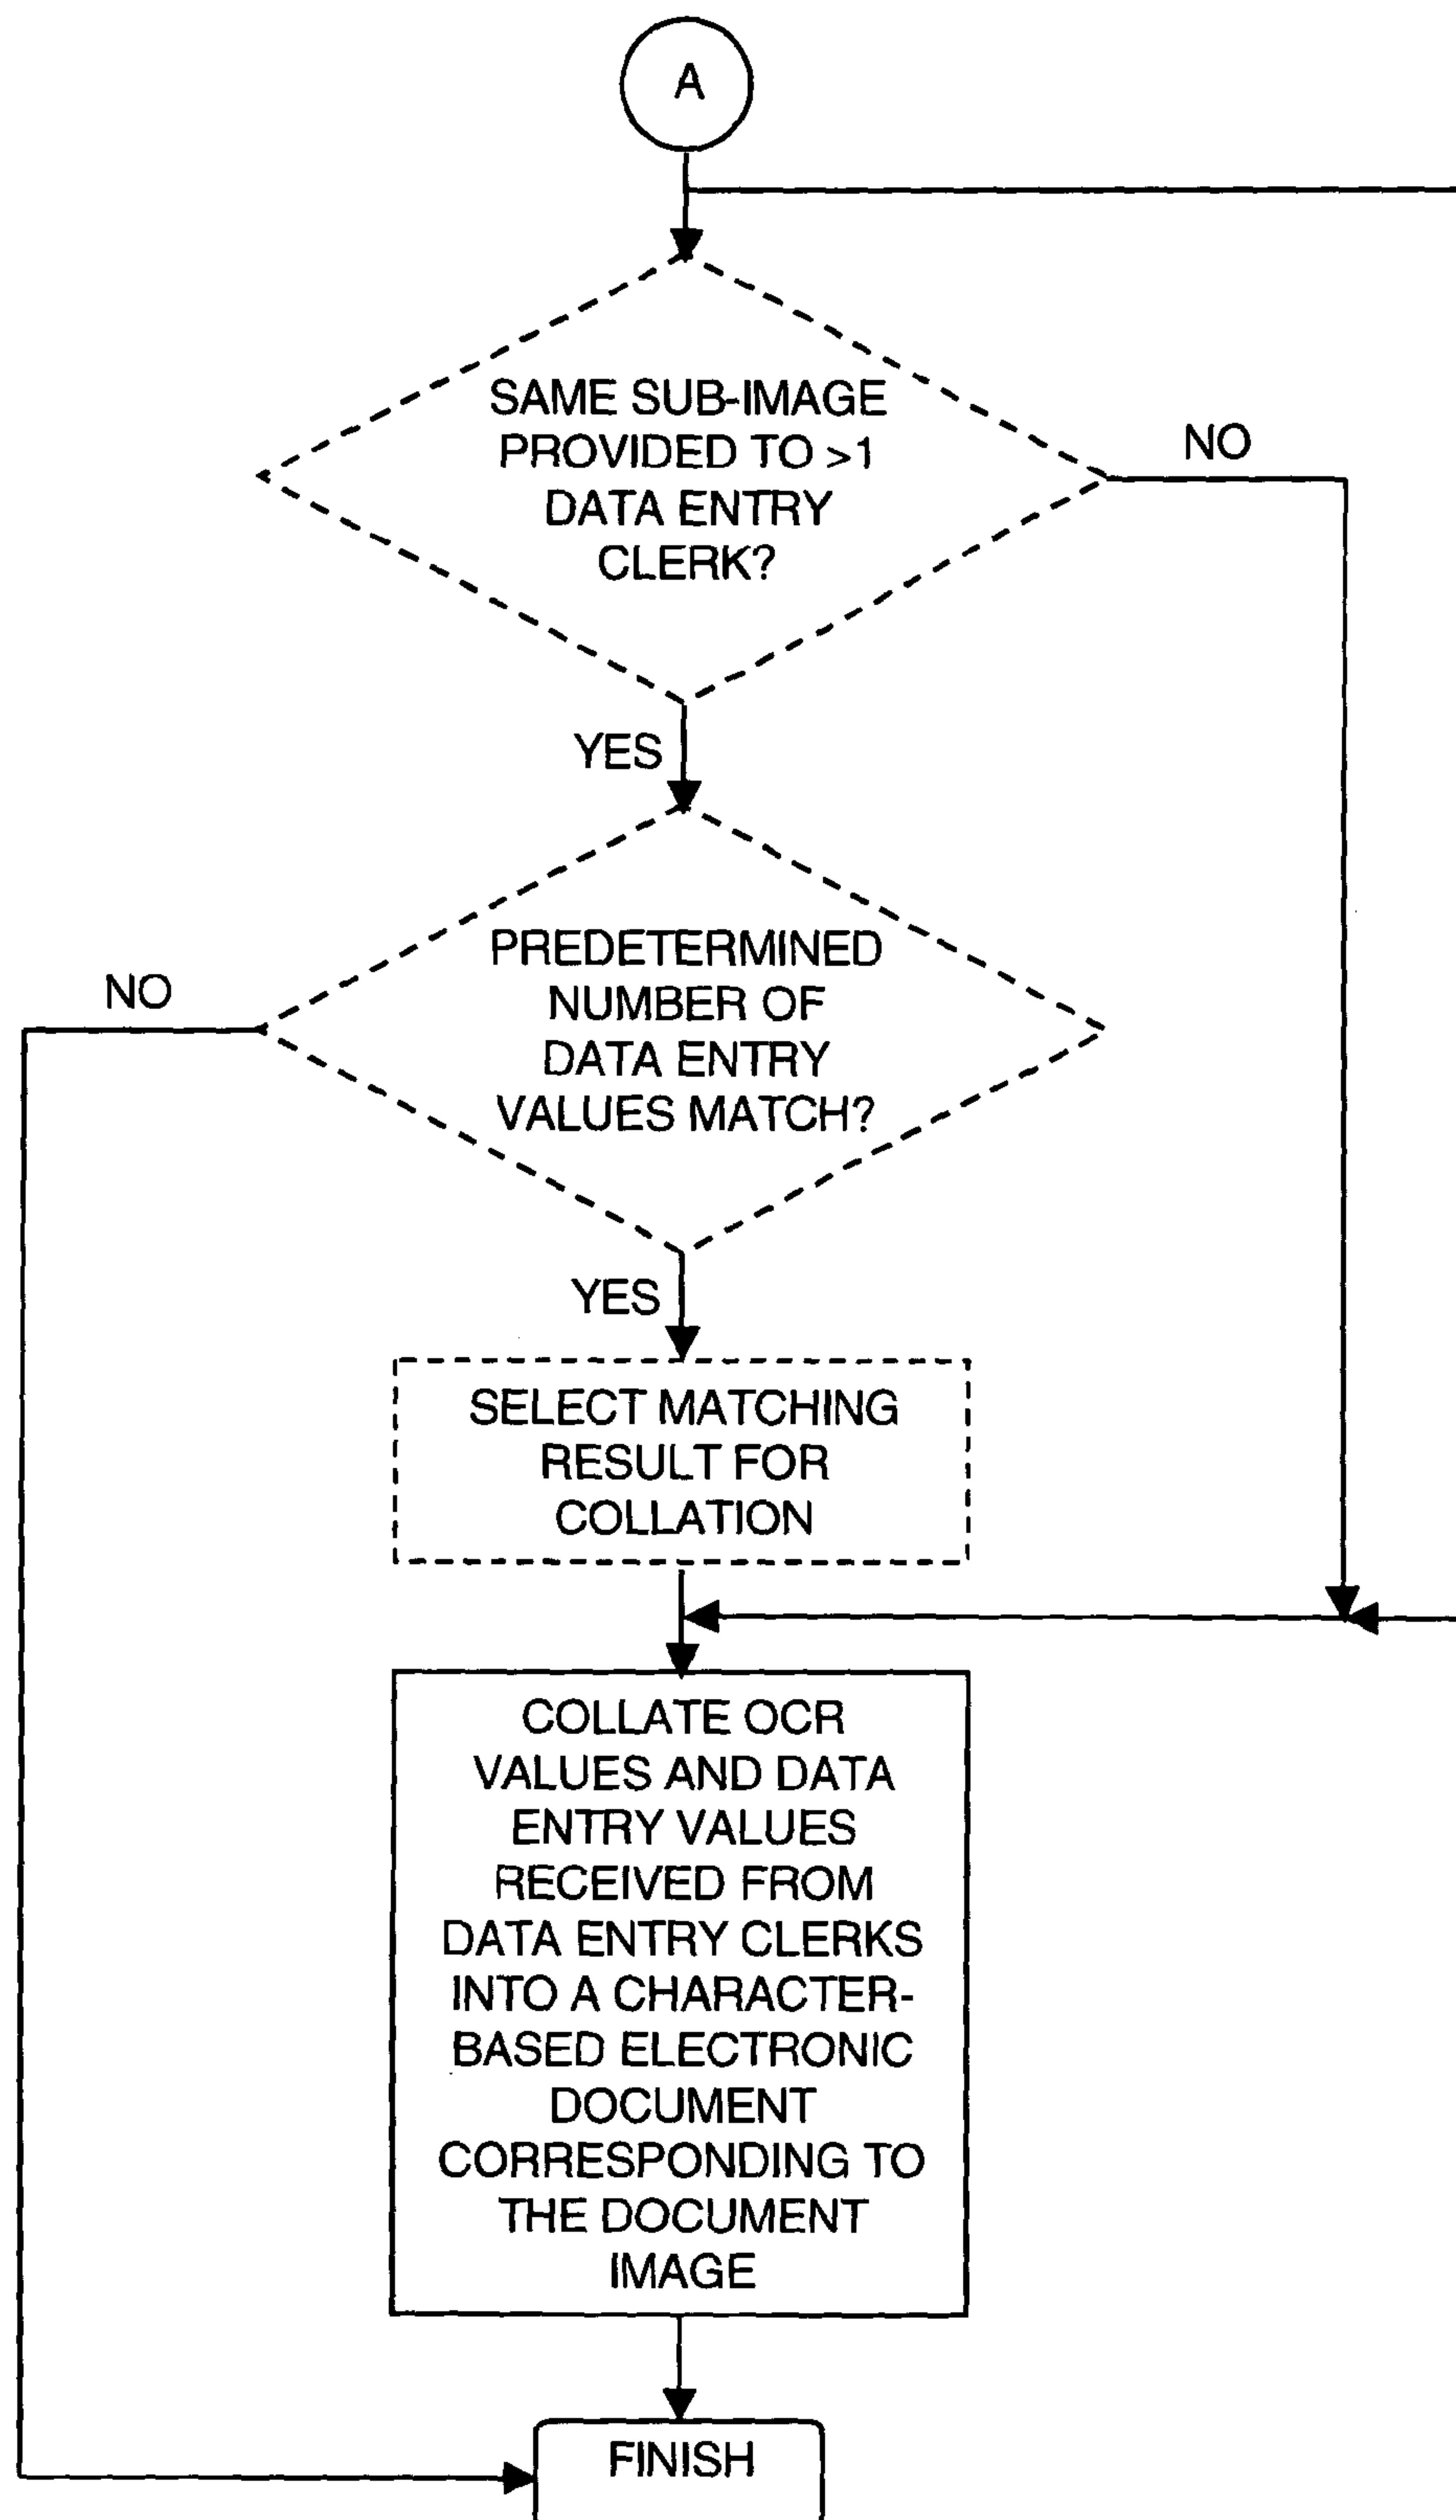 A
SAME SUB-IMAGE
PROVIDED TO >1
DATA ENTRY
CLERK?
NO
YES
PREDETERMINED
NUMBER OF
DATA ENTRY
VALUES MATCH?
NO
YES
SELECT MATCHING
RESULT FOR
COLLATION
COLLATE OCR
VALUES AND DATA
ENTRY VALUES
RECEIVED FROM
DATA ENTRY CLERKS
INTO A CHARACTER-
BASED ELECTRONIC
DOCUMENT
CORRESPONDING TO
THE DOCUMENT
IMAGE
FINISH